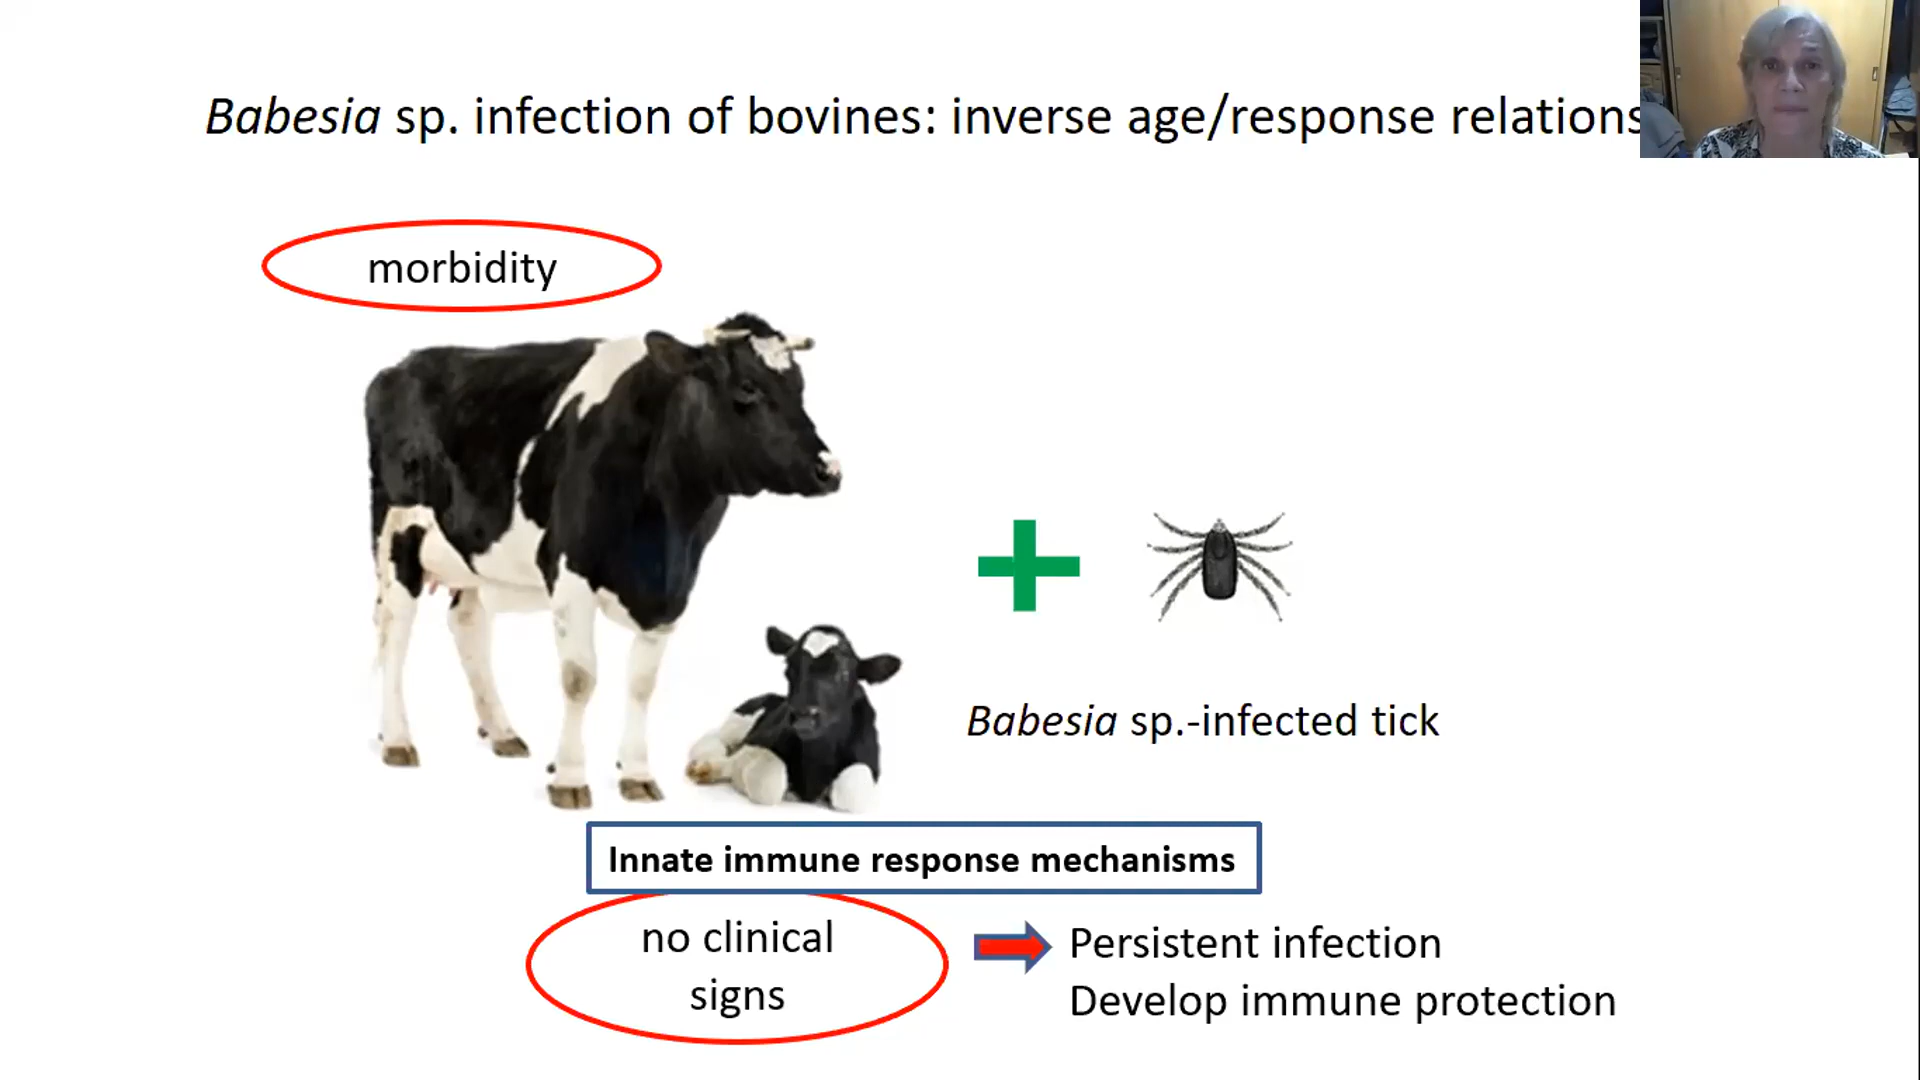 Babesia sp. infection of bovines: inverse age/response relations
morbidity
Babesia sp.-infected tick
Innate immune response mechanisms
no clinical
signs
Persistent infection
Develop immune protection